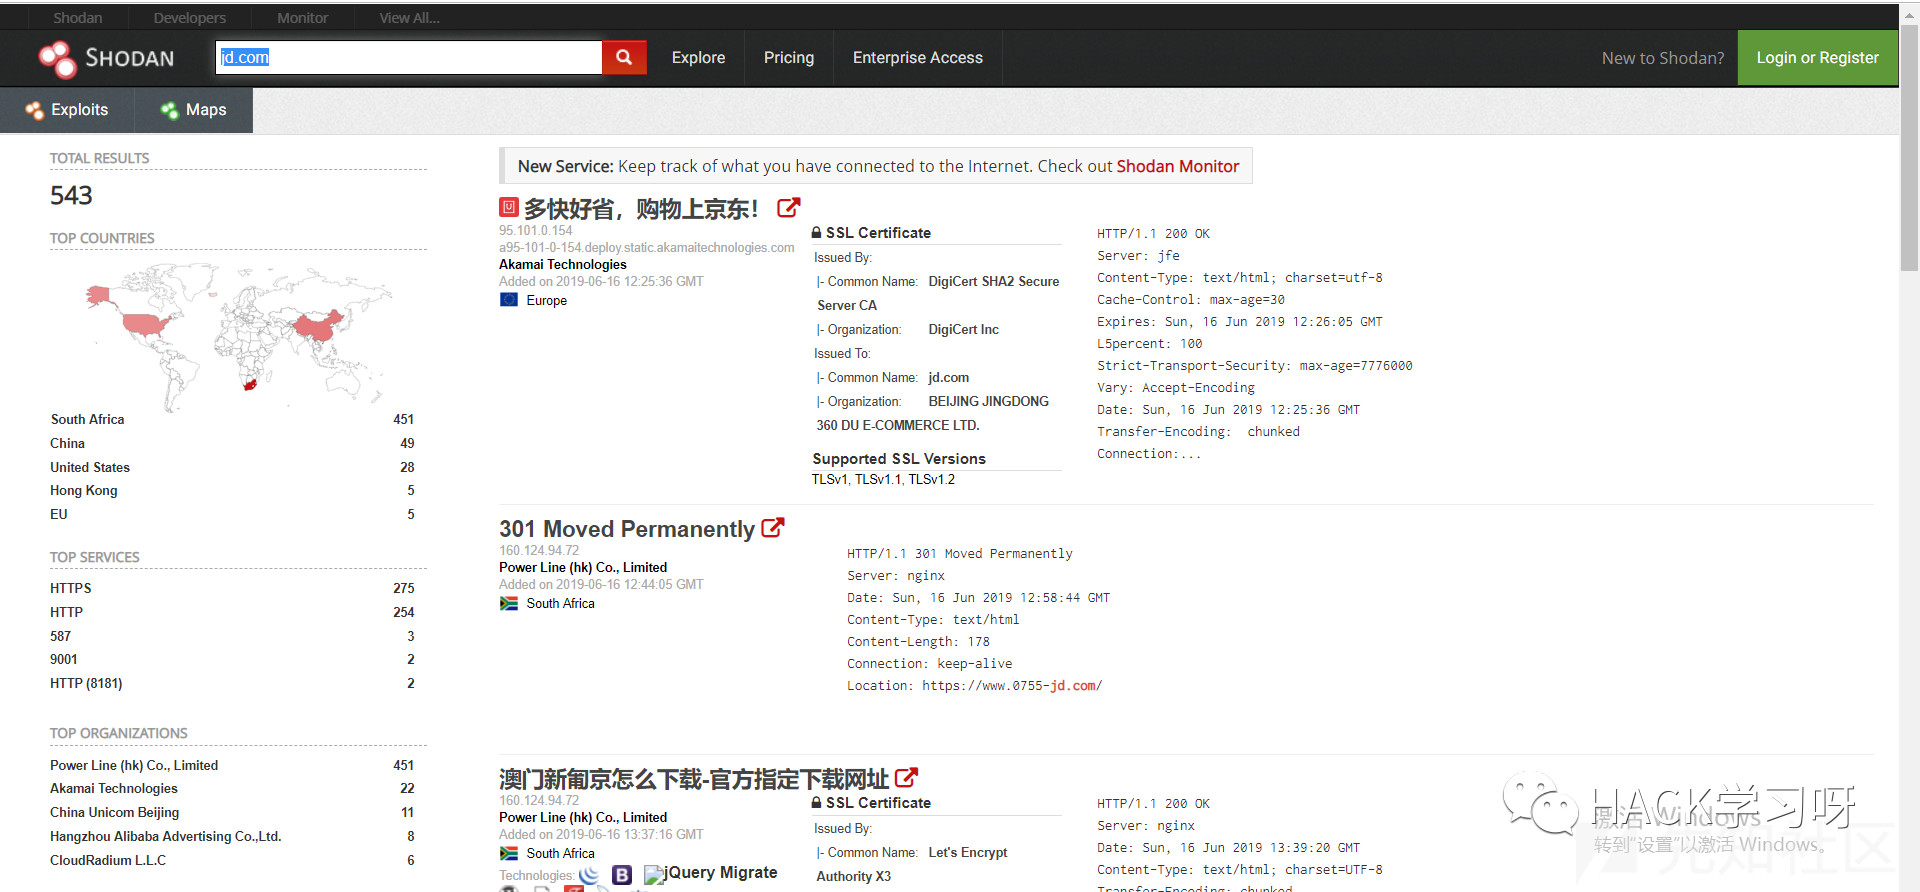 Shodan Developers Monitor View All...
SHODAN jd.com Explore Pricing Enterprise Access New to Shodan? Login or Register
Exploits Maps
TOTAL RESULTS
543
TOP COUNTRIES
South Africa 451
China 49
United States 28
Hong Kong 5
EU 5
TOP SERVICES
HTTPS 275
HTTP 254
587 3
9001 2
HTTP (8181) 2
TOP ORGANIZATIONS
Power Line (hk) Co., Limited 451
Akamai Technologies 22
China Unicom Beijing 11
Hangzhou Alibaba Advertising Co.,Ltd. 8
CloudRadium L.L.C 6
New Service: Keep track of what you have connected to the Internet. Check out Shodan Monitor
多快好省，购物上京东！
95.101.0.154
a95-101-0-154.deploy.static.akamaitechnologies.com
Akamai Technologies
Added on 2019-06-16 12:25:36 GMT
Europe
SSL Certificate
Issued By:
|- Common Name: DigiCert SHA2 Secure
Server CA
|- Organization: DigiCert Inc
Issued To:
|- Common Name: jd.com
|- Organization: BEIJING JINGDONG
360 DU E-COMMERCE LTD.
Supported SSL Versions
TLSv1, TLSv1.1, TLSv1.2
HTTP/1.1 200 OK
Server: jfe
Content-Type: text/html; charset=utf-8
Cache-Control: max-age=30
Expires: Sun, 16 Jun 2019 12:26:05 GMT
L5percent: 100
Strict-Transport-Security: max-age=7776000
Vary: Accept-Encoding
Date: Sun, 16 Jun 2019 12:25:36 GMT
Transfer-Encoding:  chunked
Connection:...
301 Moved Permanently
160.124.94.72
Power Line (hk) Co., Limited
Added on 2019-06-16 12:44:05 GMT
South Africa
HTTP/1.1 301 Moved Permanently
Server: nginx
Date: Sun, 16 Jun 2019 12:58:44 GMT
Content-Type: text/html
Content-Length: 178
Connection: keep-alive
Location: https://www.0755-jd.com/
澳门新葡京怎么下载-官方指定下载网址
160.124.94.72
Power Line (hk) Co., Limited
Added on 2019-06-16 13:37:16 GMT
South Africa
Technologies: B jQuery Migrate
SSL Certificate
Issued By:
|- Common Name: Let's Encrypt
Authority X3
HTTP/1.1 200 OK
Server: nginx
Date: Sun, 16 Jun 2019 13:39:20 GMT
Content-Type: text/html; charset=UTF-8
Transfer-Encoding: chunked
HACK学习呀
激活 Windows
转到"设置"以激活 Windows。
先知社区